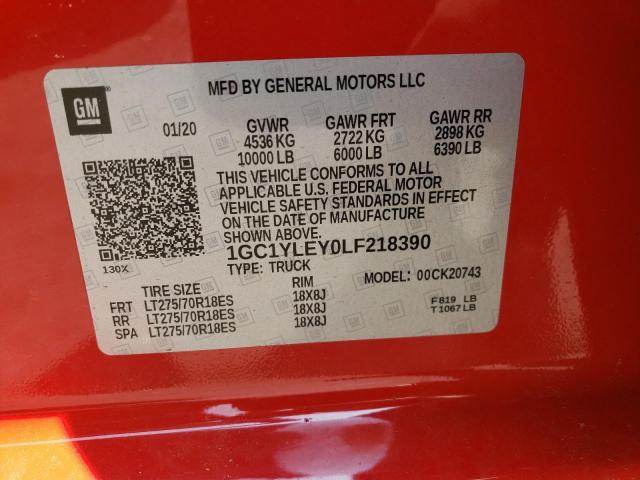 GM
MFD BY GENERAL MOTORS LLC
01/20 GVWR GAWR FRT GAWR RR
4536 KG 2722 KG 2898 KG
10000 LB 6000 LB 6390 LB
THIS VEHICLE CONFORMS TO ALL
APPLICABLE U.S. FEDERAL MOTOR
VEHICLE SAFETY STANDARDS IN EFFECT
ON THE DATE OF MANUFACTURE
SHOWN ABOVE.
1GC1YLEY0LF218390
130X
TYPE: TRUCK
MODEL: 00CK20743
TIRE SIZE RIM
FRT LT275/70R18ES 18X8J
RR LT275/70R18ES 18X8J
SPA LT275/70R18ES 18X8J
F819 LB
T1067 LB